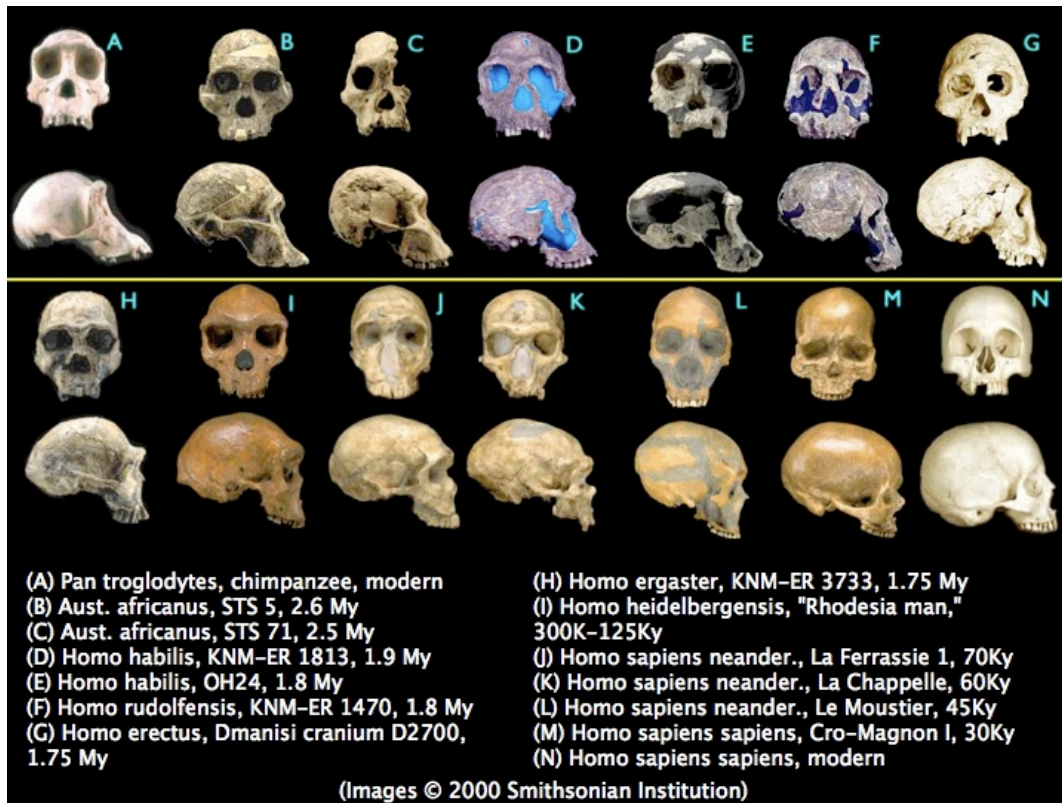 A B C D E F G
H I J K L M N
(A) Pan troglodytes, chimpanzee, modern
(B) Aust. africanus, STS 5, 2.6 My
(C) Aust. africanus, STS 71, 2.5 My
(D) Homo habilis, KNM-ER 1813, 1.9 My
(E) Homo habilis, OH24, 1.8 My
(F) Homo rudolfensis, KNM-ER 1470, 1.8 My
(G) Homo erectus, Dmanisi cranium D2700,
1.75 My
(H) Homo ergaster, KNM-ER 3733, 1.75 My
(I) Homo heidelbergensis, "Rhodesia man,"
300K-125Ky
(J) Homo sapiens neander., La Ferrassie 1, 70Ky
(K) Homo sapiens neander., La Chappelle, 60Ky
(L) Homo sapiens neander., Le Moustier, 45Ky
(M) Homo sapiens sapiens, Cro-Magnon I, 30Ky
(N) Homo sapiens sapiens, modern
(Images © 2000 Smithsonian Institution)